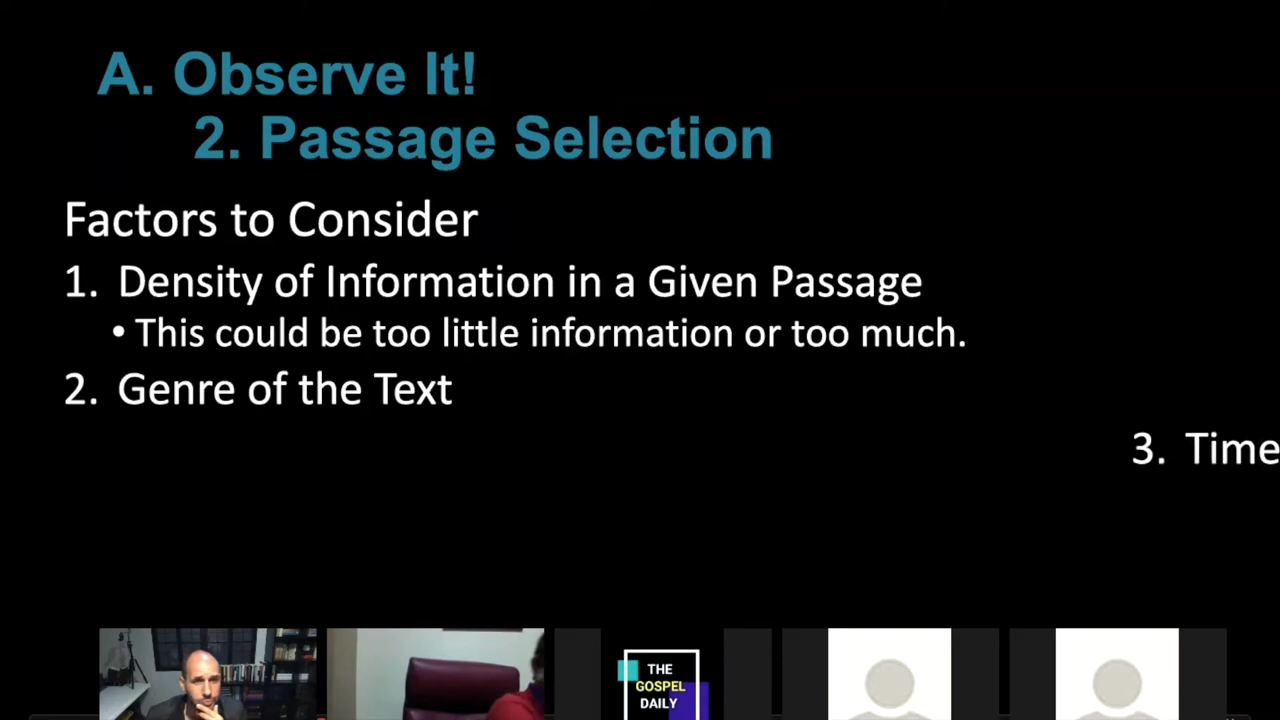 A. Observe It!
2. Passage Selection
Factors to Consider
1. Density of Information in a Given Passage
• This could be too little information or too much.
2. Genre of the Text
3. Time
THE
GOSPEL
DAILY